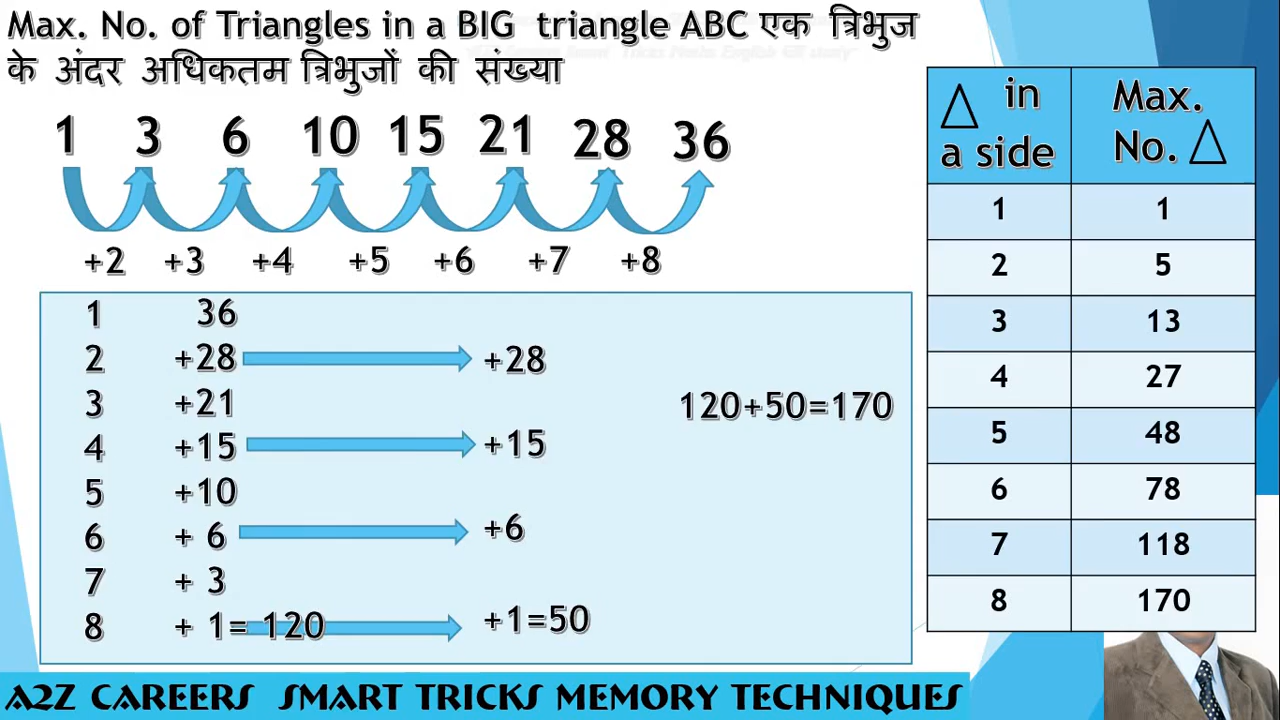 Max. No. of Triangles in a BIG triangle ABC एक त्रिभुज
के अंदर अधिकतम त्रिभुजों की संख्या
1 3 6 10 15 21 28 36
+2 +3 +4 +5 +6 +7 +8
1 36
2 +28 +28
3 +21
120+50=170
4 +15 +15
5 +10
6 + 6 +6
7 + 3
8 + 1= 120 +1=50
△ in a side Max. No. △
1 1
2 5
3 13
4 27
5 48
6 78
7 118
8 170
A2Z CAREERS SMART TRICKS MEMORY TECHNIQUES